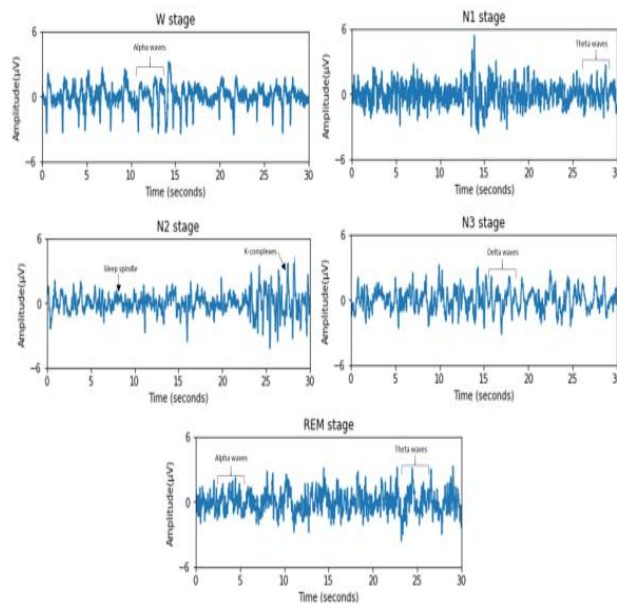 W stage
Alpha waves
Amplitude(μV)
6
0
−6
0 5 10 15 20 25 30
Time (seconds)
N1 stage
Theta waves
Amplitude(μV)
6
0
−6
0 5 10 15 20 25 30
Time (seconds)
N2 stage
Sleep spindle
K-complexes
Amplitude(μV)
6
0
−6
0 5 10 15 20 25 30
Time (seconds)
N3 stage
Delta waves
Amplitude(μV)
6
0
−6
0 5 10 15 20 25 30
Time (seconds)
REM stage
Alpha waves
Theta waves
Amplitude(μV)
6
0
−6
0 5 10 15 20 25 30
Time (seconds)